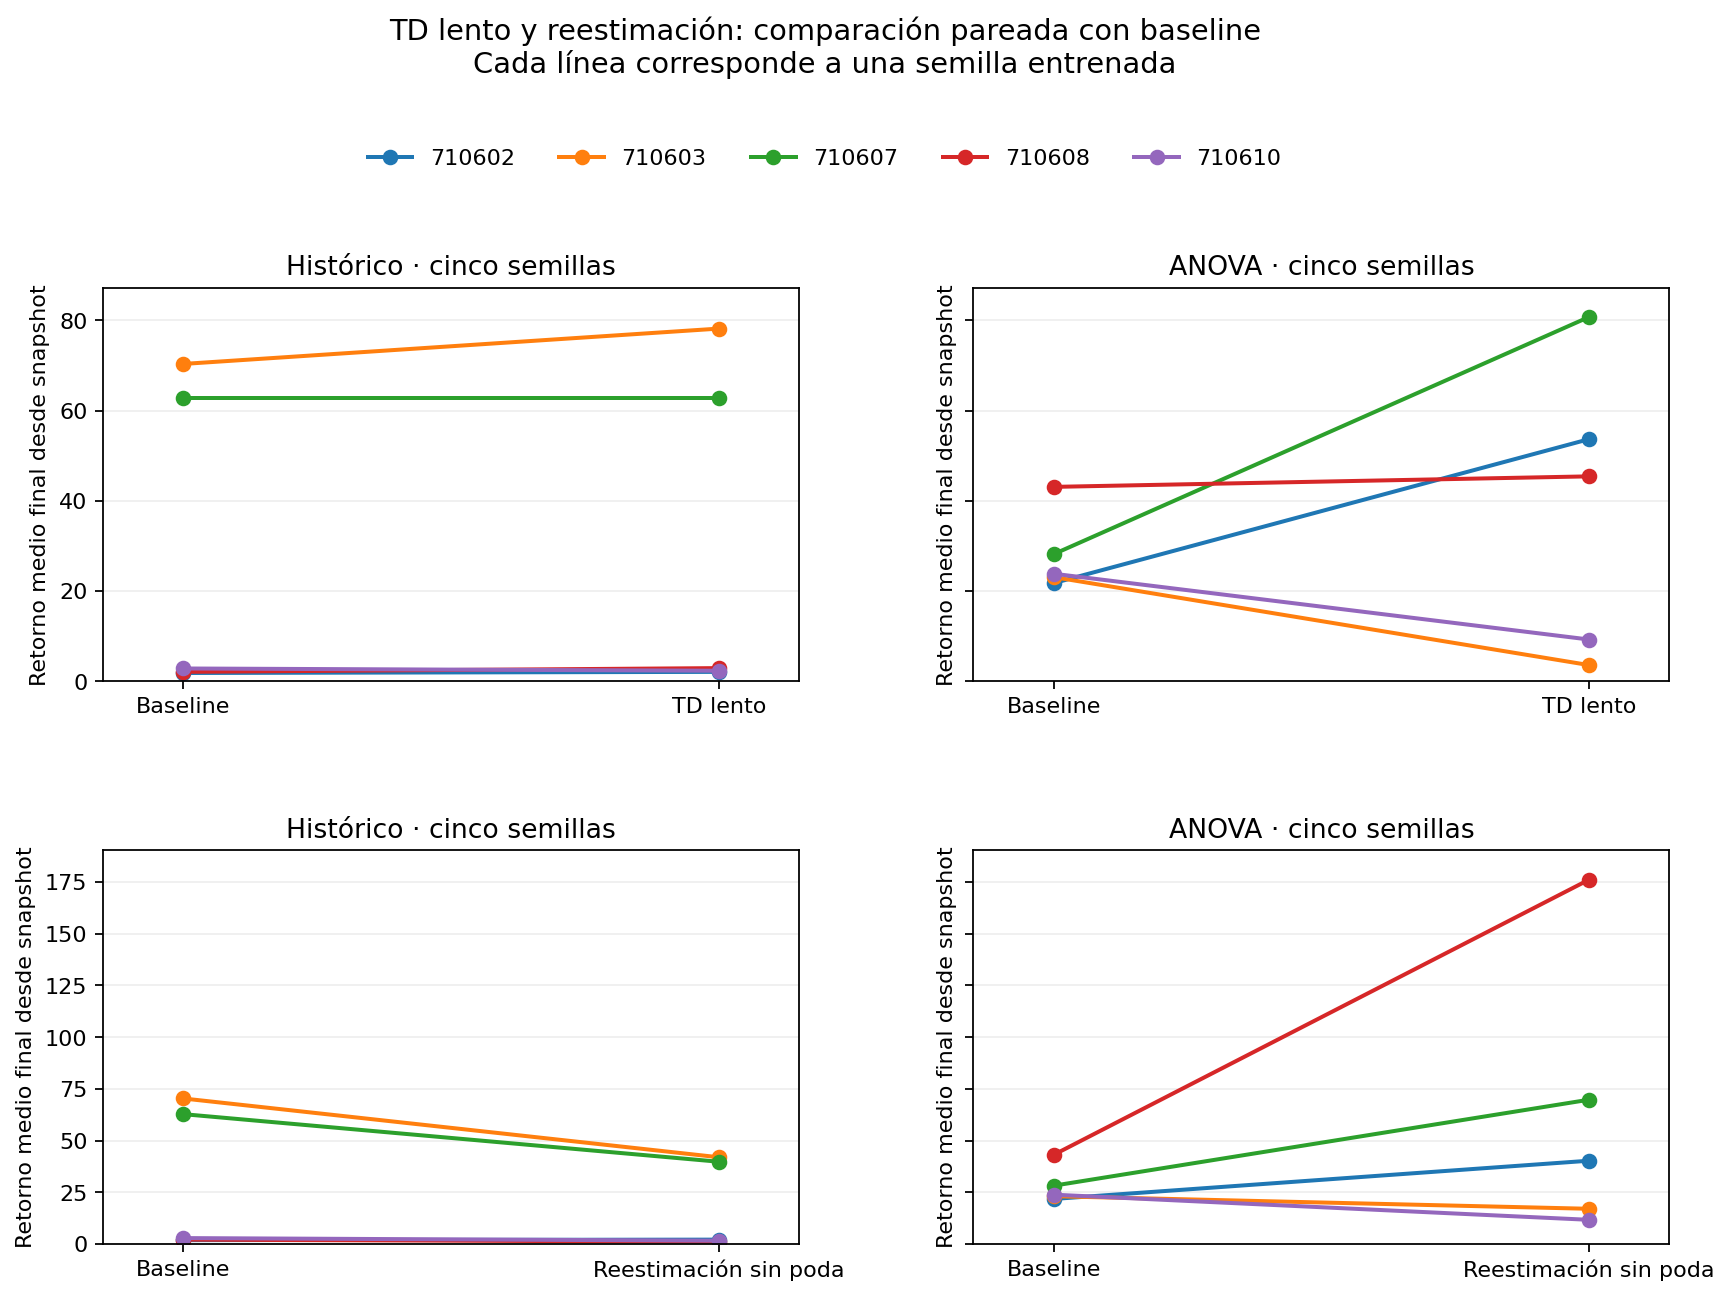 TD lento y reestimación: comparación pareada con baseline
Cada línea corresponde a una semilla entrenada
710602
710603
710607
710608
710610
Histórico · cinco semillas
Retorno medio final desde snapshot
80
60
40
20
0
Baseline
TD lento
ANOVA · cinco semillas
Retorno medio final desde snapshot
Baseline
TD lento
Histórico · cinco semillas
Retorno medio final desde snapshot
175
150
125
100
75
50
25
0
Baseline
Reestimación sin poda
ANOVA · cinco semillas
Retorno medio final desde snapshot
Baseline
Reestimación sin poda